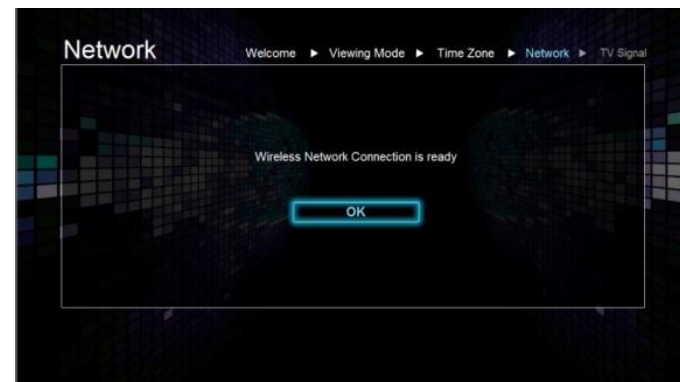 Network
Welcome ► Viewing Mode ► Time Zone ► Network ► TV Signal
Wireless Network Connection is ready
OK